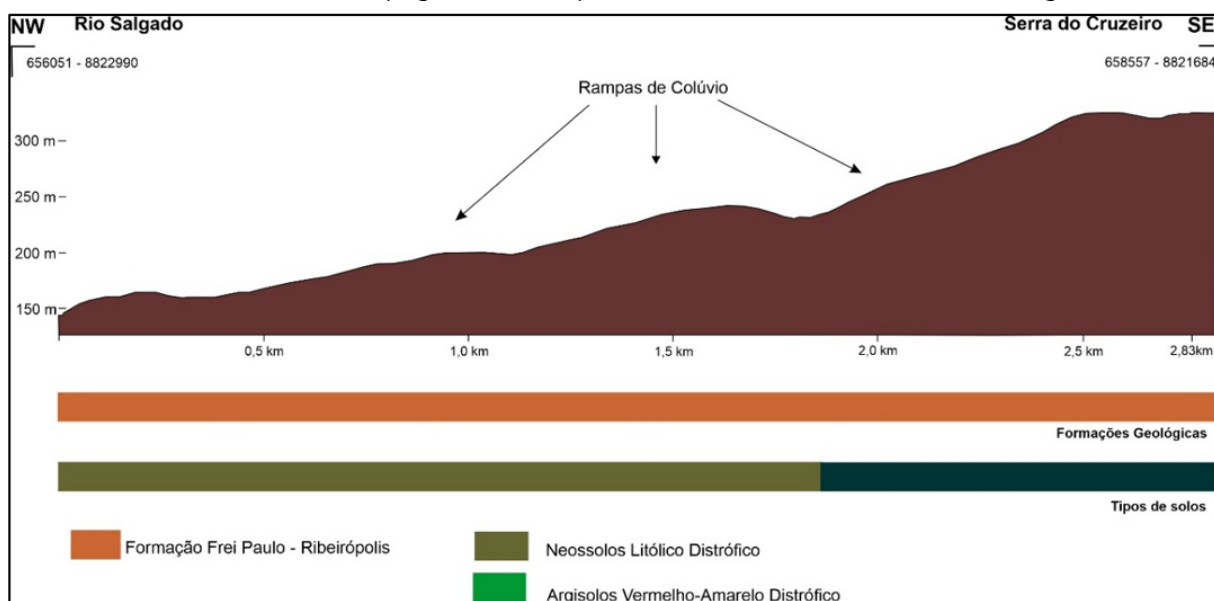 NW Rio Salgado Serra do Cruzeiro SE
656051 - 8822990 658557 - 8821684
Rampas de Colúvio
300 m
250 m
200 m
150 m
0,5 km 1,0 km 1,5 km 2,0 km 2,5 km 2,83km
Formações Geológicas
Tipos de solos
Formação Frei Paulo - Ribeirópolis Neossolos Litólico Distrófico
Argisolos Vermelho-Amarelo Distrófico